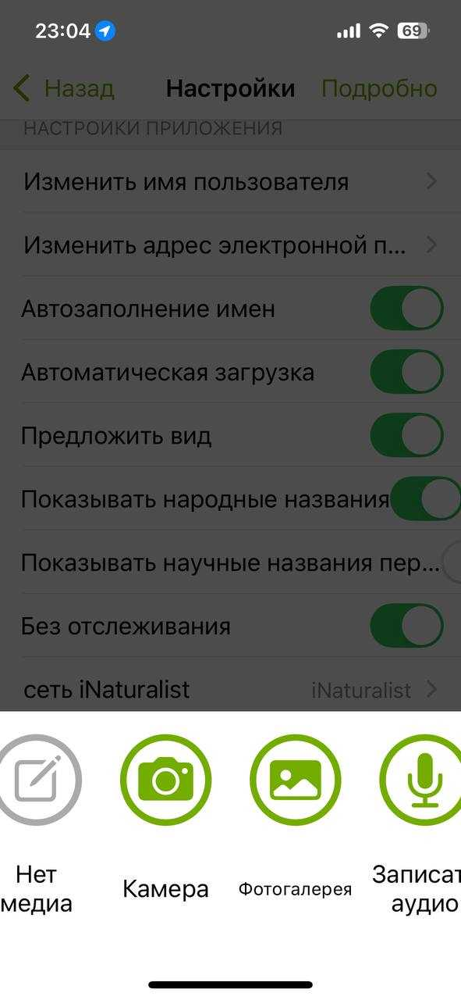 23:04
69
Назад
Настройки
Подробно
НАСТРОЙКИ ПРИЛОЖЕНИЯ
Изменить имя пользователя
Изменить адрес электронной п...
Автозаполнение имен
Автоматическая загрузка
Предложить вид
Показывать народные названия
Показывать научные названия пер...
Без отслеживания
сеть iNaturalist
iNaturalist
Нет
медиа
Камера
Фотогалерея
Записат
аудио